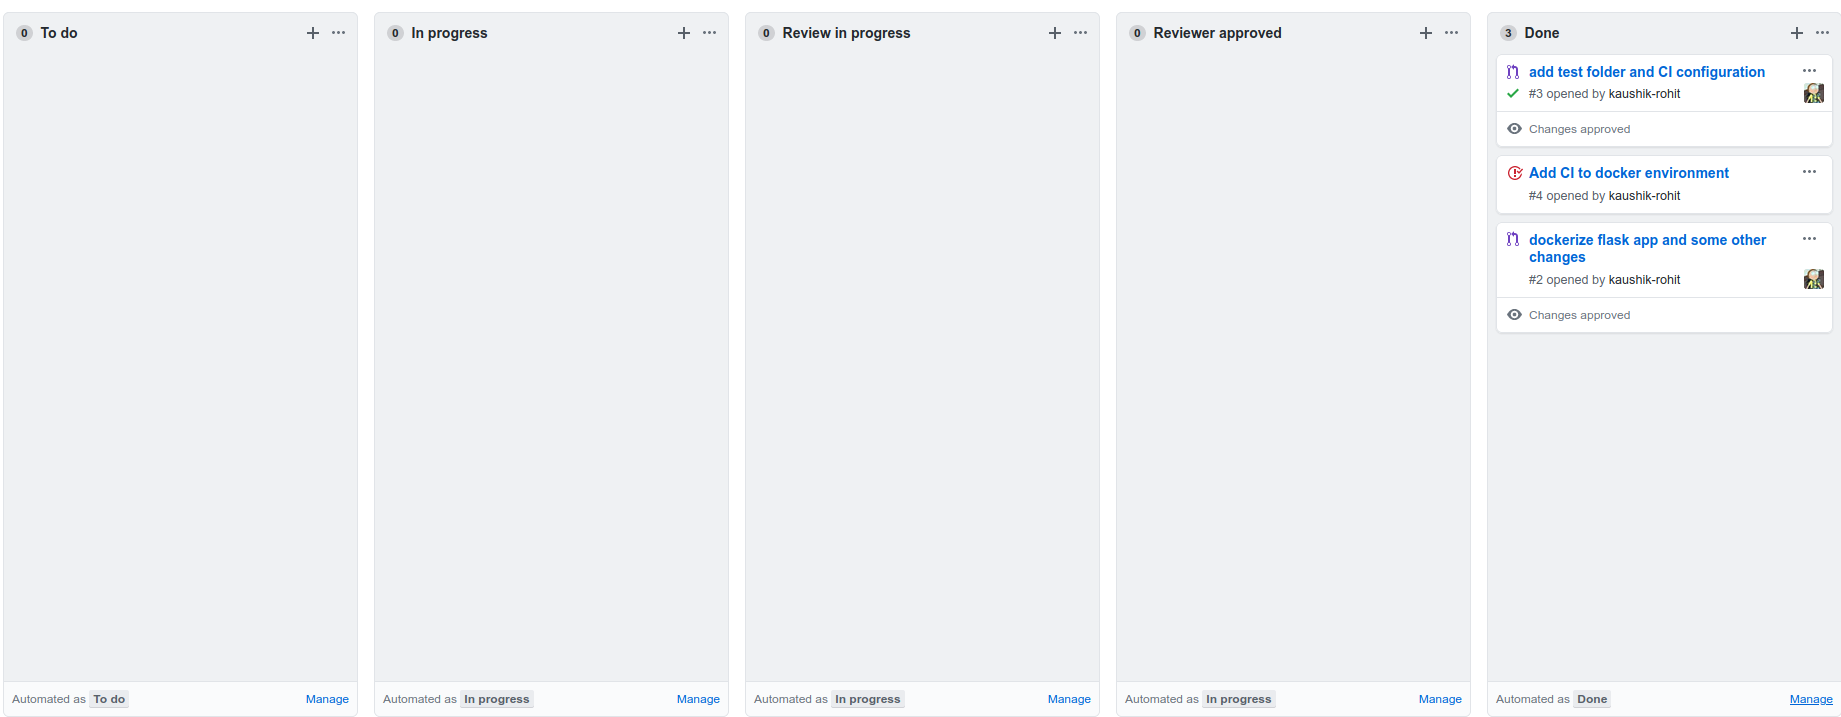 0 To do
0 In progress
0 Review in progress
0 Reviewer approved
3 Done
add test folder and CI configuration
#3 opened by kaushik-rohit
Changes approved
Add CI to docker environment
#4 opened by kaushik-rohit
dockerize flask app and some other
changes
#2 opened by kaushik-rohit
Changes approved
Automated as To do Manage
Automated as In progress Manage
Automated as In progress Manage
Automated as In progress Manage
Automated as Done Manage